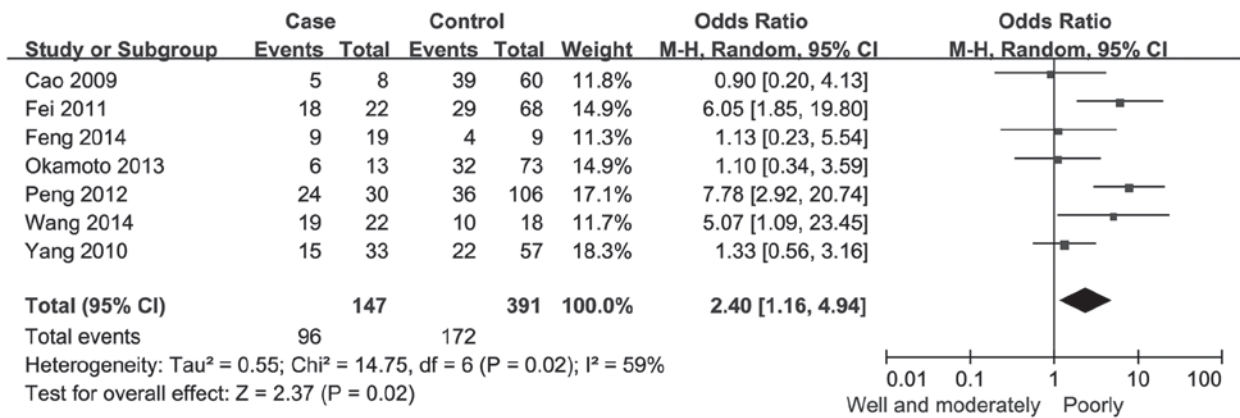 Case Control Odds Ratio Odds Ratio
Study or Subgroup Events Total Events Total Weight M-H, Random, 95% CI M-H, Random, 95% CI
Cao 2009 5 8 39 60 11.8% 0.90 [0.20, 4.13]
Fei 2011 18 22 29 68 14.9% 6.05 [1.85, 19.80]
Feng 2014 9 19 4 9 11.3% 1.13 [0.23, 5.54]
Okamoto 2013 6 13 32 73 14.9% 1.10 [0.34, 3.59]
Peng 2012 24 30 36 106 17.1% 7.78 [2.92, 20.74]
Wang 2014 19 22 10 18 11.7% 5.07 [1.09, 23.45]
Yang 2010 15 33 22 57 18.3% 1.33 [0.56, 3.16]
Total (95% CI) 147 391 100.0% 2.40 [1.16, 4.94]
Total events 96 172
Heterogeneity: Tau² = 0.55; Chi² = 14.75, df = 6 (P = 0.02); I² = 59%
Test for overall effect: Z = 2.37 (P = 0.02)
0.01 0.1 1 10 100
Well and moderately Poorly